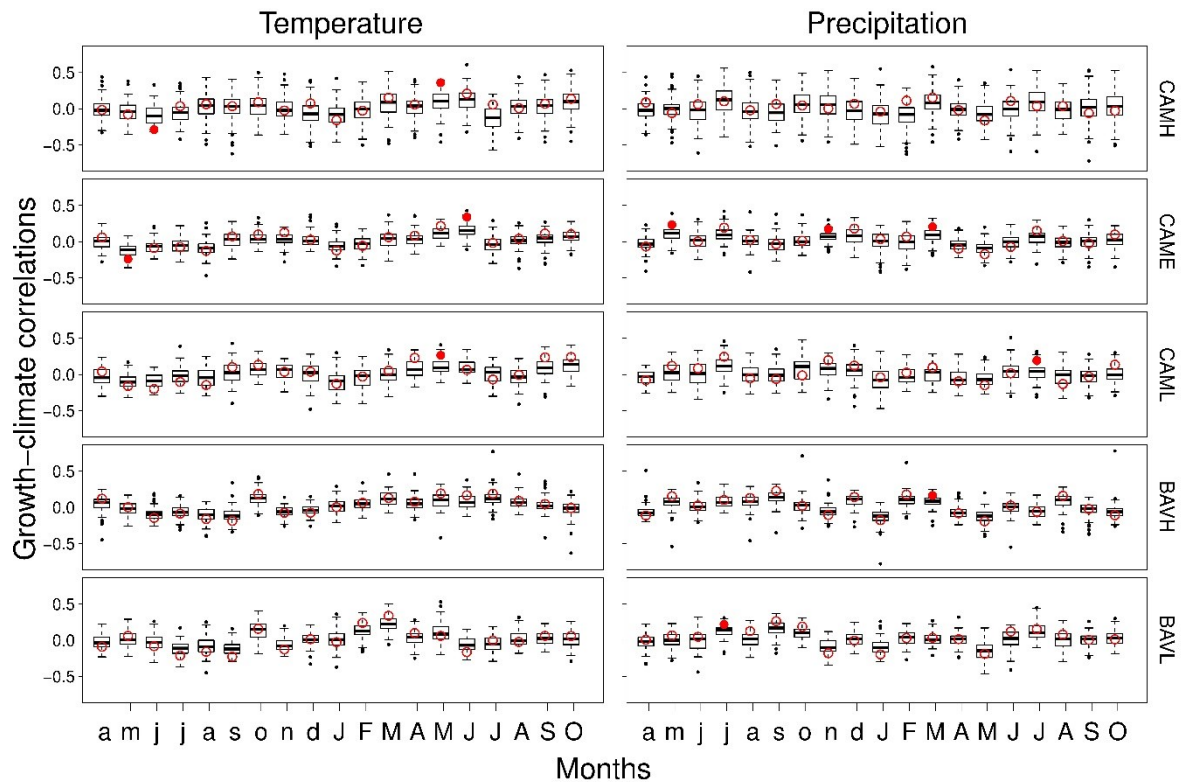 Temperature Precipitation
Growth−climate correlations
0.5
0.0
−0.5
CAMH
0.5
0.0
−0.5
CAME
0.5
0.0
−0.5
CAML
0.5
0.0
−0.5
BAVH
0.5
0.0
−0.5
BAVL
a m j j a s o n d J F M A M J J A S O a m j j a s o n d J F M A M J J A S O
Months